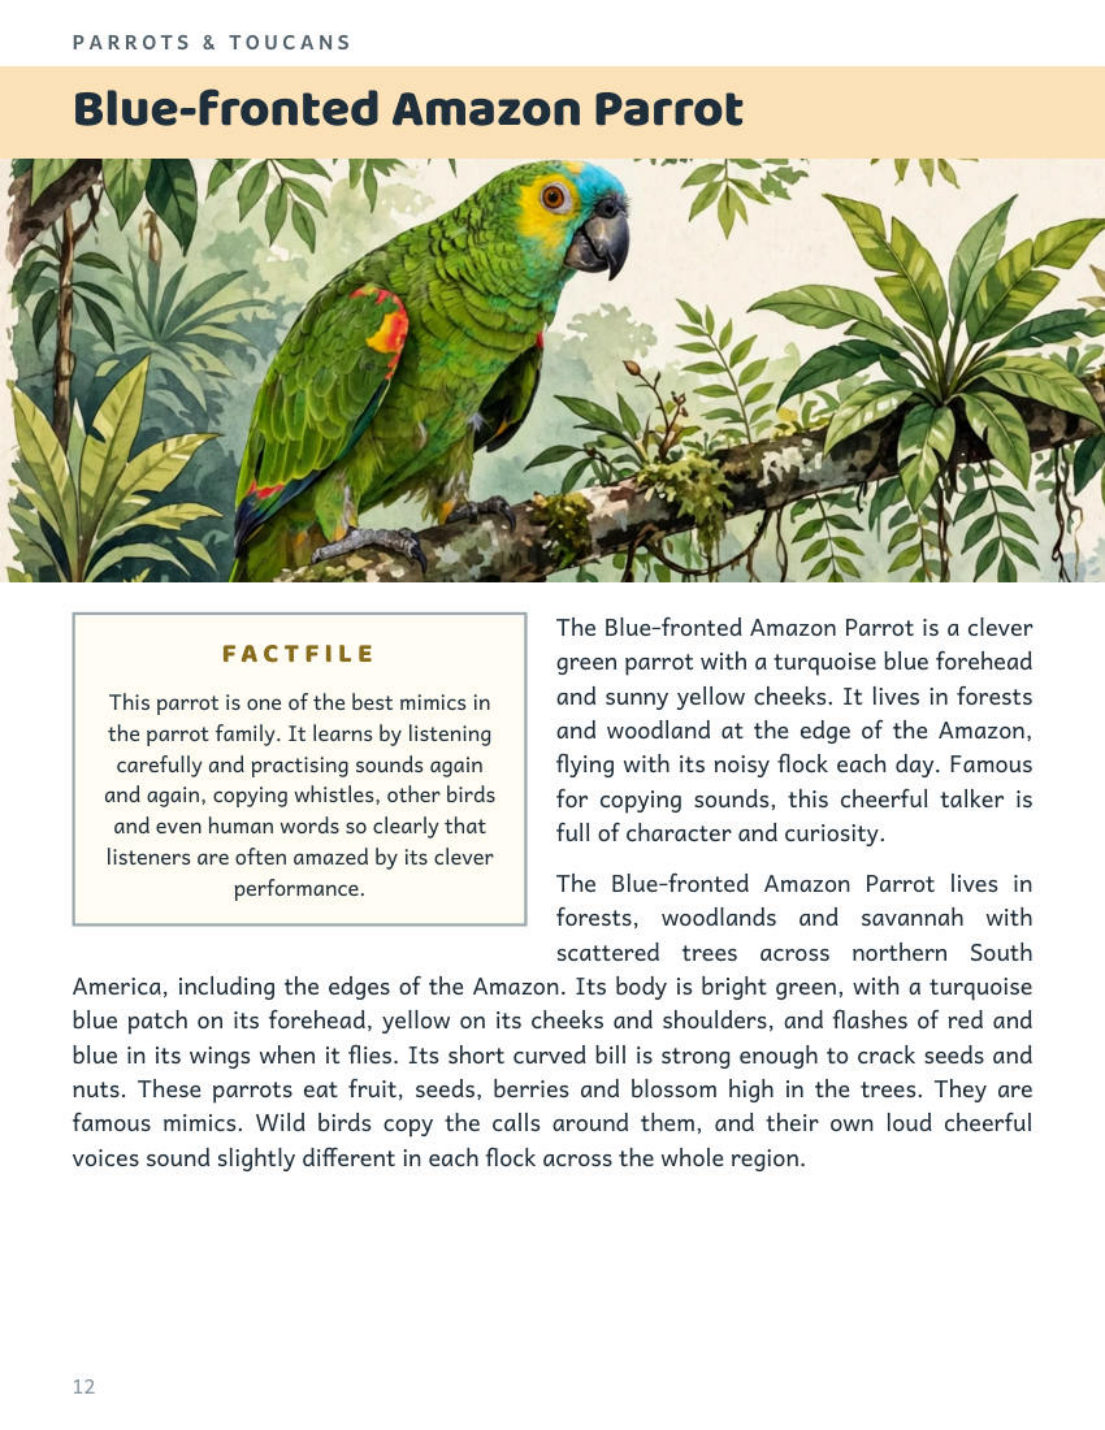 PARROTS & TOUCANS
Blue-fronted Amazon Parrot
FACTFILE
This parrot is one of the best mimics in
the parrot family. It learns by listening
carefully and practising sounds again
and again, copying whistles, other birds
and even human words so clearly that
listeners are often amazed by its clever
performance.
The Blue-fronted Amazon Parrot is a clever
green parrot with a turquoise blue forehead
and sunny yellow cheeks. It lives in forests
and woodland at the edge of the Amazon,
flying with its noisy flock each day. Famous
for copying sounds, this cheerful talker is
full of character and curiosity.
The Blue-fronted Amazon Parrot lives in
forests, woodlands and savannah with
scattered trees across northern South
America, including the edges of the Amazon. Its body is bright green, with a turquoise
blue patch on its forehead, yellow on its cheeks and shoulders, and flashes of red and
blue in its wings when it flies. Its short curved bill is strong enough to crack seeds and
nuts. These parrots eat fruit, seeds, berries and blossom high in the trees. They are
famous mimics. Wild birds copy the calls around them, and their own loud cheerful
voices sound slightly different in each flock across the whole region.
12